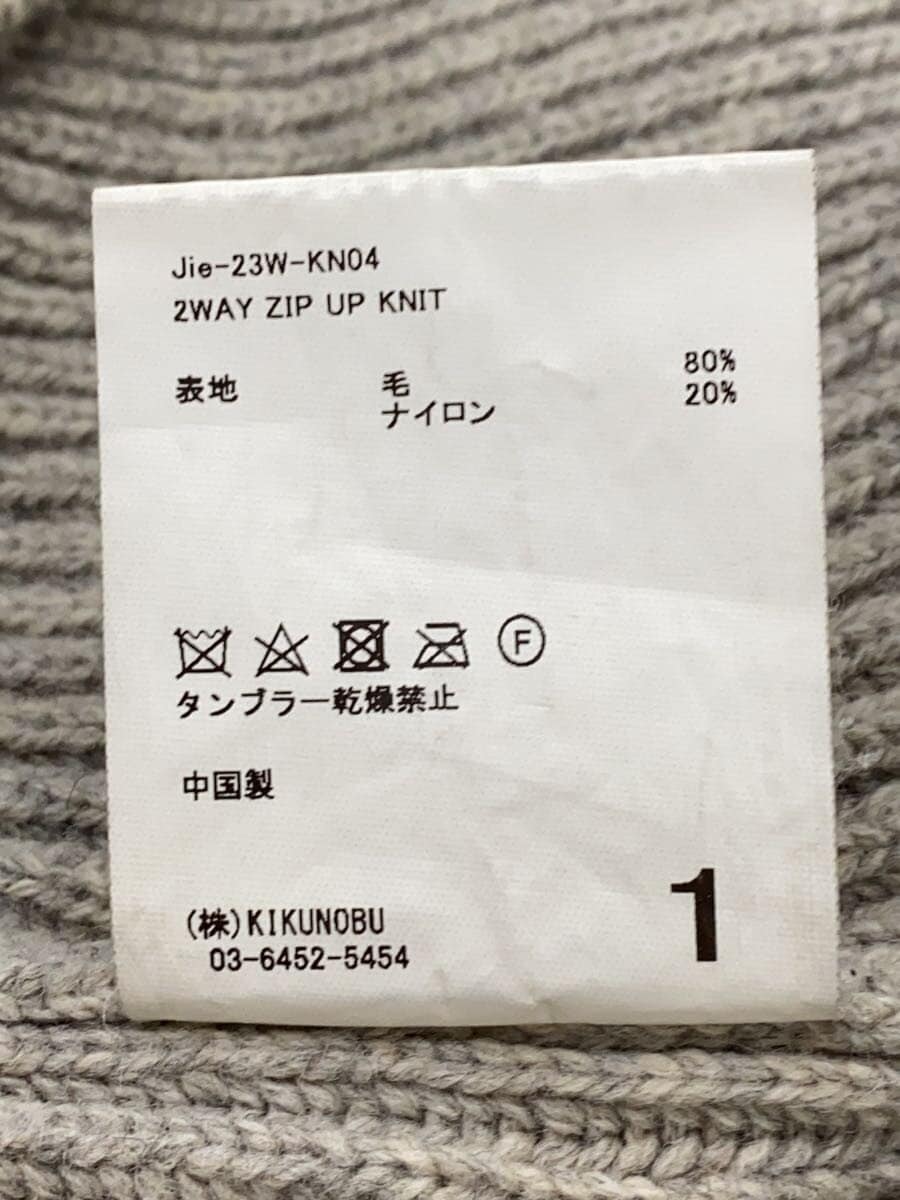 Jie-23W-KN04
2WAY ZIP UP KNIT
表地 毛 80%
ナイロン 20%
F
タンブラー乾燥禁止
中国製
(株)KIKUNOBU
03-6452-5454
1